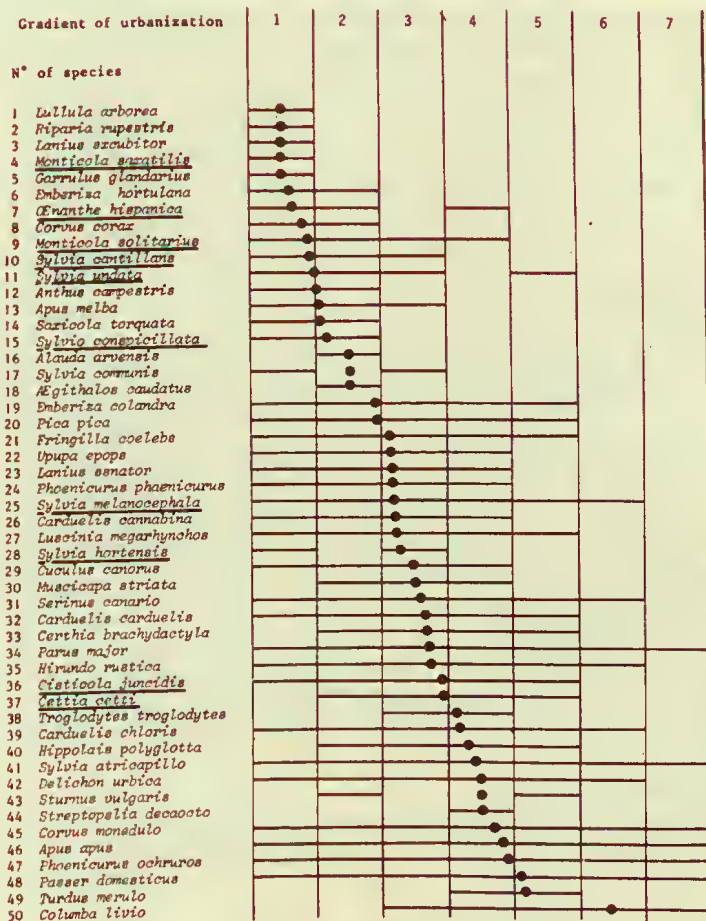 Gradient of urbanization 1 2 3 4 5 6 7
N° of species
1 Lullula arborea
2 Riparia rupestris
3 Lanius excubitor
4 Monticola saxatilis
5 Garrulus glandarius
6 Emberiza hortulana
7 Œnanthe hispanica
8 Corvus corax
9 Monticola solitarius
10 Sylvia cantillans
11 Sylvia undata
12 Anthus campestris
13 Apus melba
14 Saxicola torquata
15 Sylvia conspicillata
16 Alauda arvensis
17 Sylvia communis
18 Ægithalos caudatus
19 Emberiza calandra
20 Pica pica
21 Fringilla coelebs
22 Upupa epops
23 Lanius senator
24 Phoenicurus phaenicurus
25 Sylvia melanocephala
26 Carduelis cannabina
27 Luscinia megarhynchos
28 Sylvia hortensis
29 Cuculus canorus
30 Muscicapa striata
31 Serinus canario
32 Carduelis carduelis
33 Certhia brachydactyla
34 Parus major
35 Hirundo rustica
36 Cisticola juncidis
37 Cettia cetti
38 Troglodytes troglodytes
39 Carduelis chloris
40 Hippolais polyglotta
41 Sylvia atricapillo
42 Delichon urbica
43 Sturnus vulgaris
44 Streptopelia decaocto
45 Corvus monedulo
46 Apus apus
47 Phoenicurus ochruros
48 Passer domesticus
49 Turdus merulo
50 Columba livio